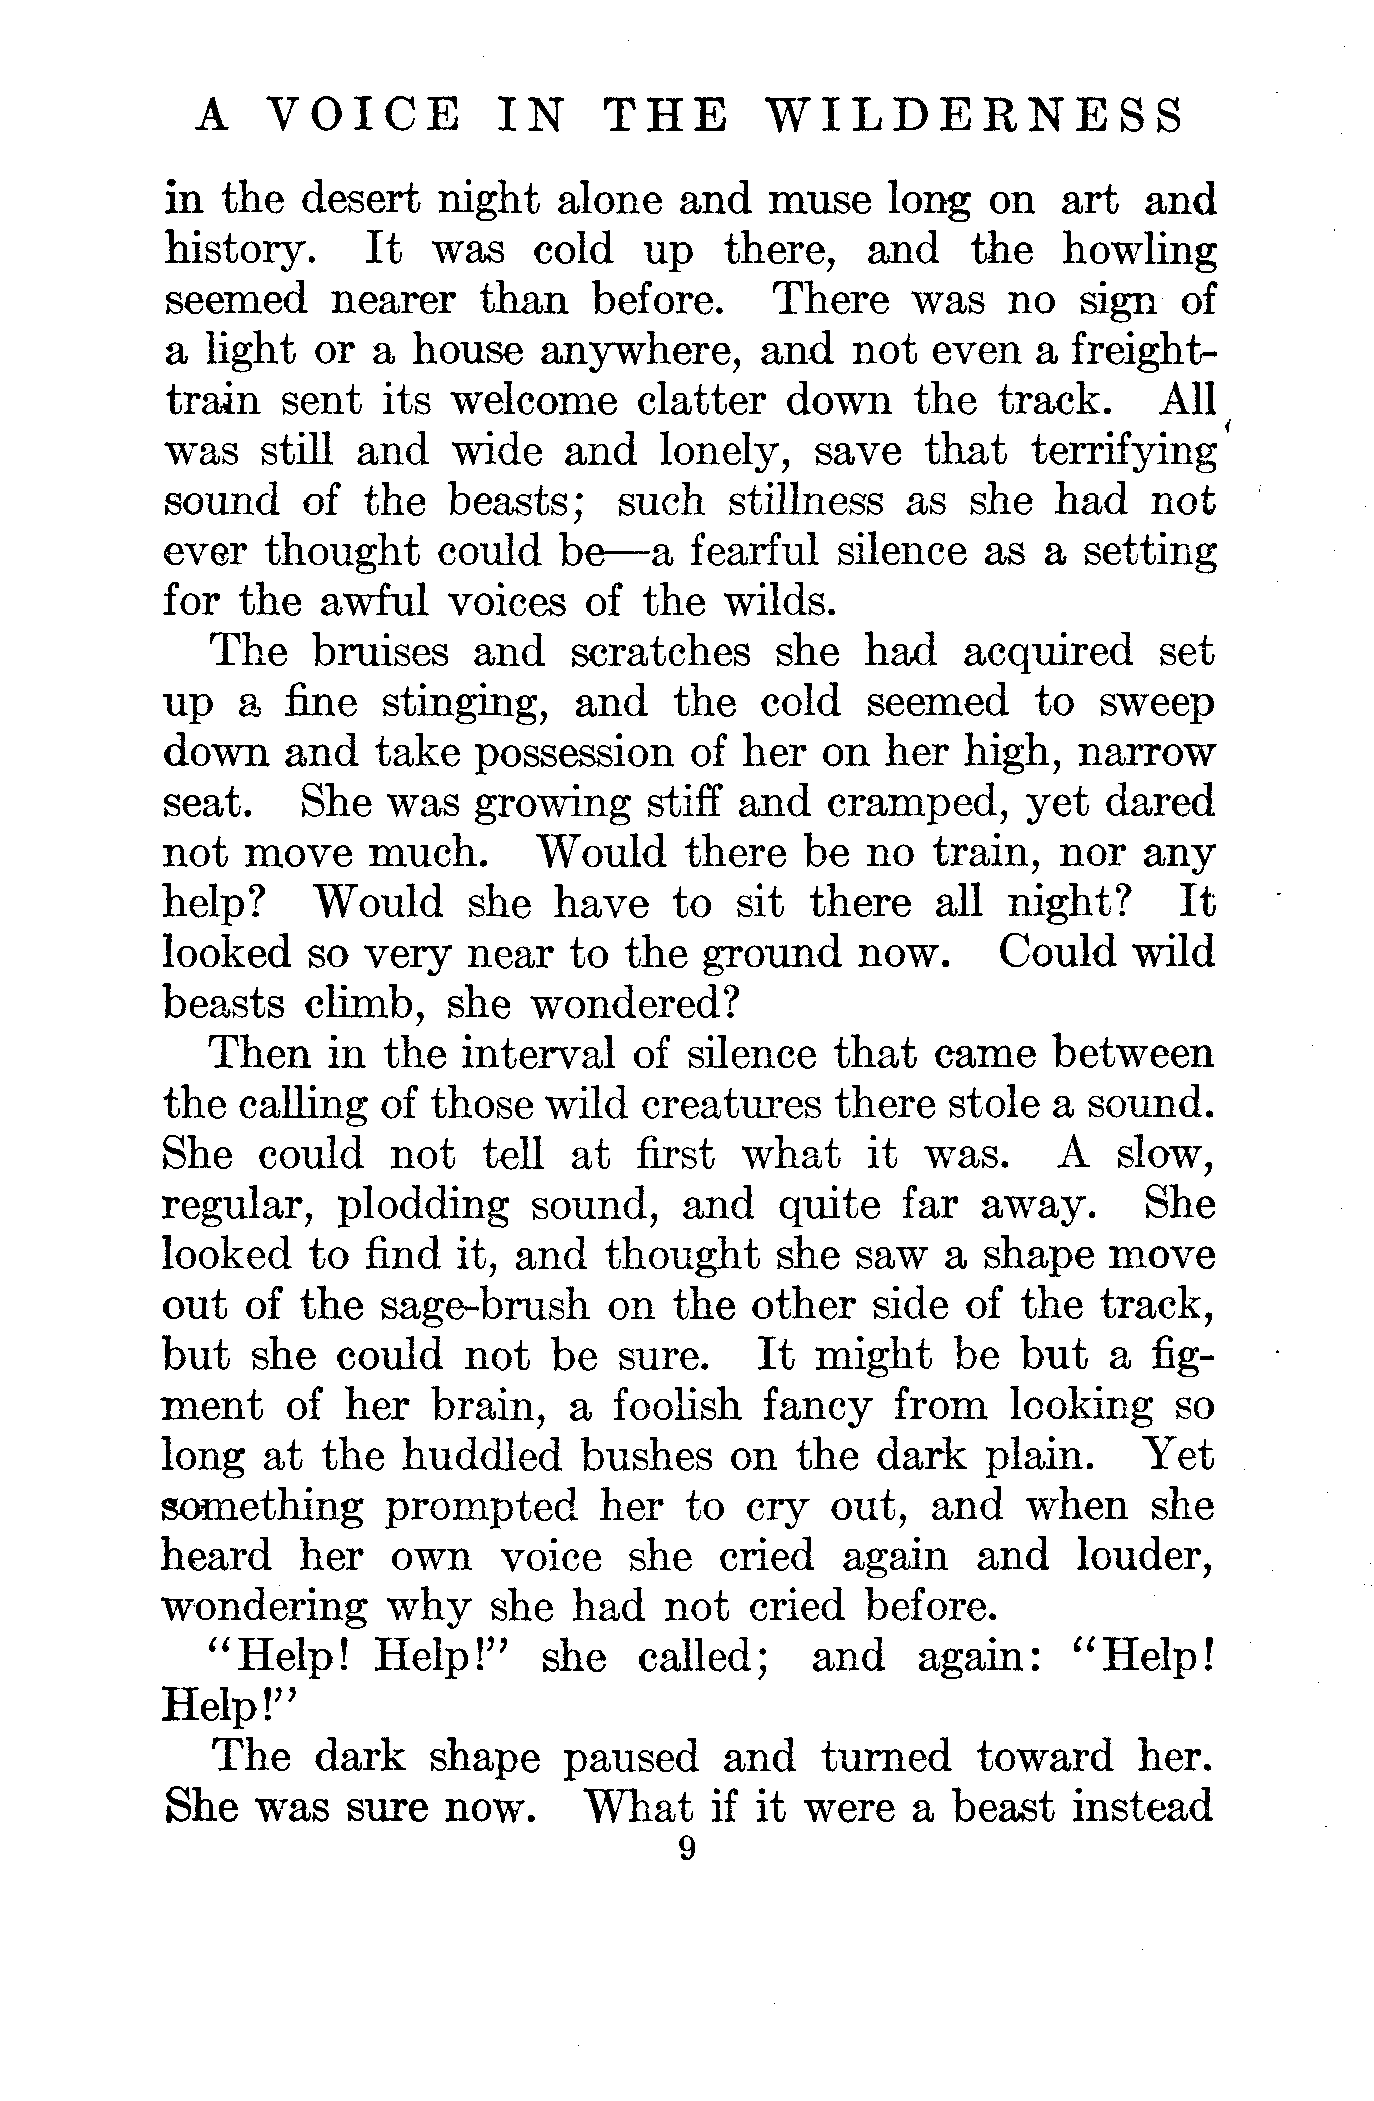 A VOICE IN THE WILDERNESS
in the desert night alone and muse long on art and
history. It was cold up there, and the howling
seemed nearer than before. There was no sign of
a light or a house anywhere, and not even a freight-
train sent its welcome clatter down the track. All
was still and wide and lonely, save that terrifying
sound of the beasts; such stillness as she had not
ever thought could be—a fearful silence as a setting
for the awful voices of the wilds.
The bruises and scratches she had acquired set
up a fine stinging, and the cold seemed to sweep
down and take possession of her on her high, narrow
seat. She was growing stiff and cramped, yet dared
not move much. Would there be no train, nor any
help? Would she have to sit there all night? It
looked so very near to the ground now. Could wild
beasts climb, she wondered?
Then in the interval of silence that came between
the calling of those wild creatures there stole a sound.
She could not tell at first what it was. A slow,
regular, plodding sound, and quite far away. She
looked to find it, and thought she saw a shape move
out of the sage-brush on the other side of the track,
but she could not be sure. It might be but a fig-
ment of her brain, a foolish fancy from looking so
long at the huddled bushes on the dark plain. Yet
something prompted her to cry out, and when she
heard her own voice she cried again and louder,
wondering why she had not cried before.
"Help! Help!" she called; and again: "Help!
Help!"
The dark shape paused and turned toward her.
She was sure now. What if it were a beast instead
9